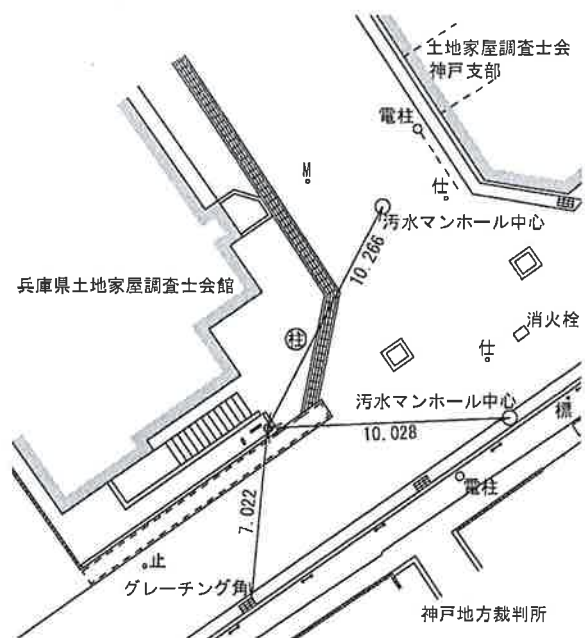 土地家屋調査士会
神戸支部
電柱
M
仕
汚水マンホール中心
10.266
兵庫県土地家屋調査士会館
消火栓
柱
仕
汚水マンホール中心
標
10.028
電柱
7.022
止
グレーチング角
神戸地方裁判所